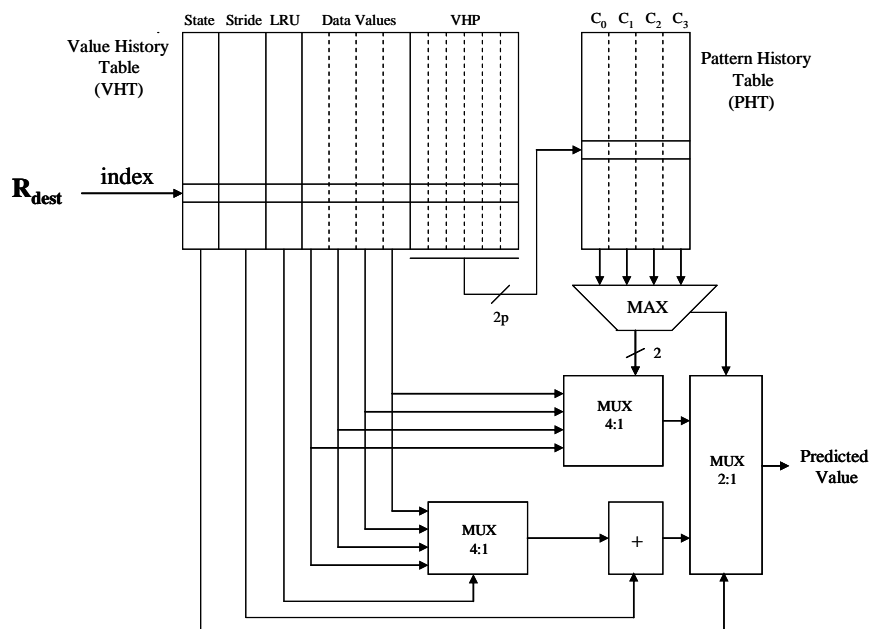 State Stride LRU Data Values VHP
Value History
Table
(VHT)
C0 C1 C2 C3
Pattern History
Table
(PHT)
Rdest
index
2p
MAX
2
MUX
4:1
MUX
2:1
Predicted
Value
MUX
4:1
+